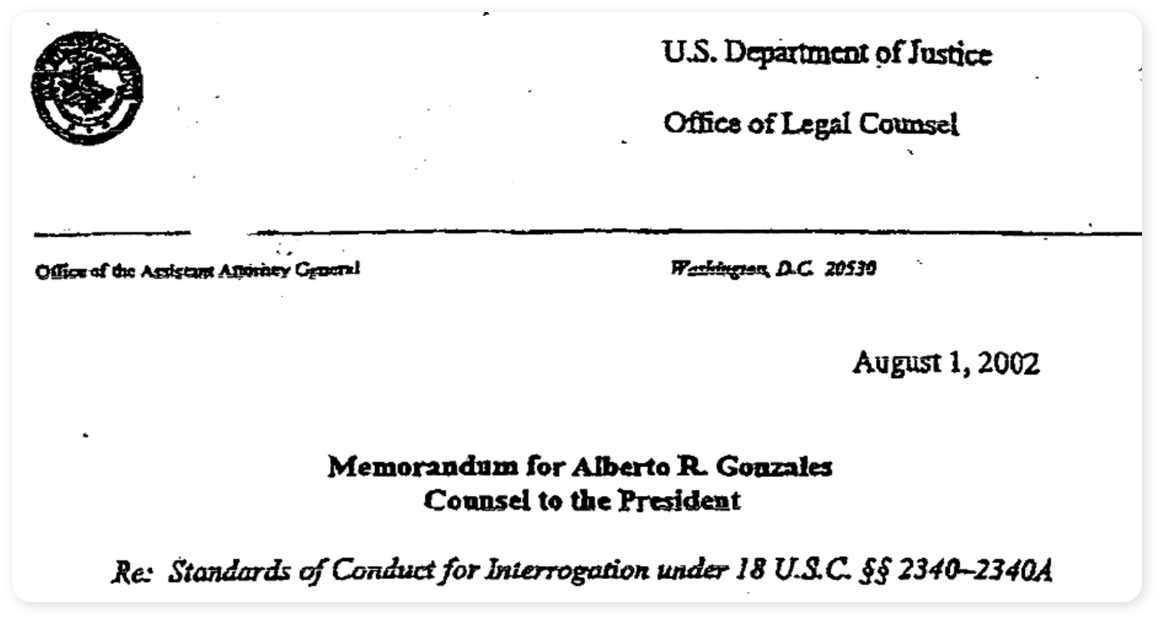 U.S. Department of Justice
Office of Legal Counsel
Office of the Assistant Attorney General
Washington, D.C. 20530
August 1, 2002
Memorandum for Alberto R. Gonzales
Counsel to the President
Re: Standards of Conduct for Interrogation under 18 U.S.C. §§ 2340–2340A